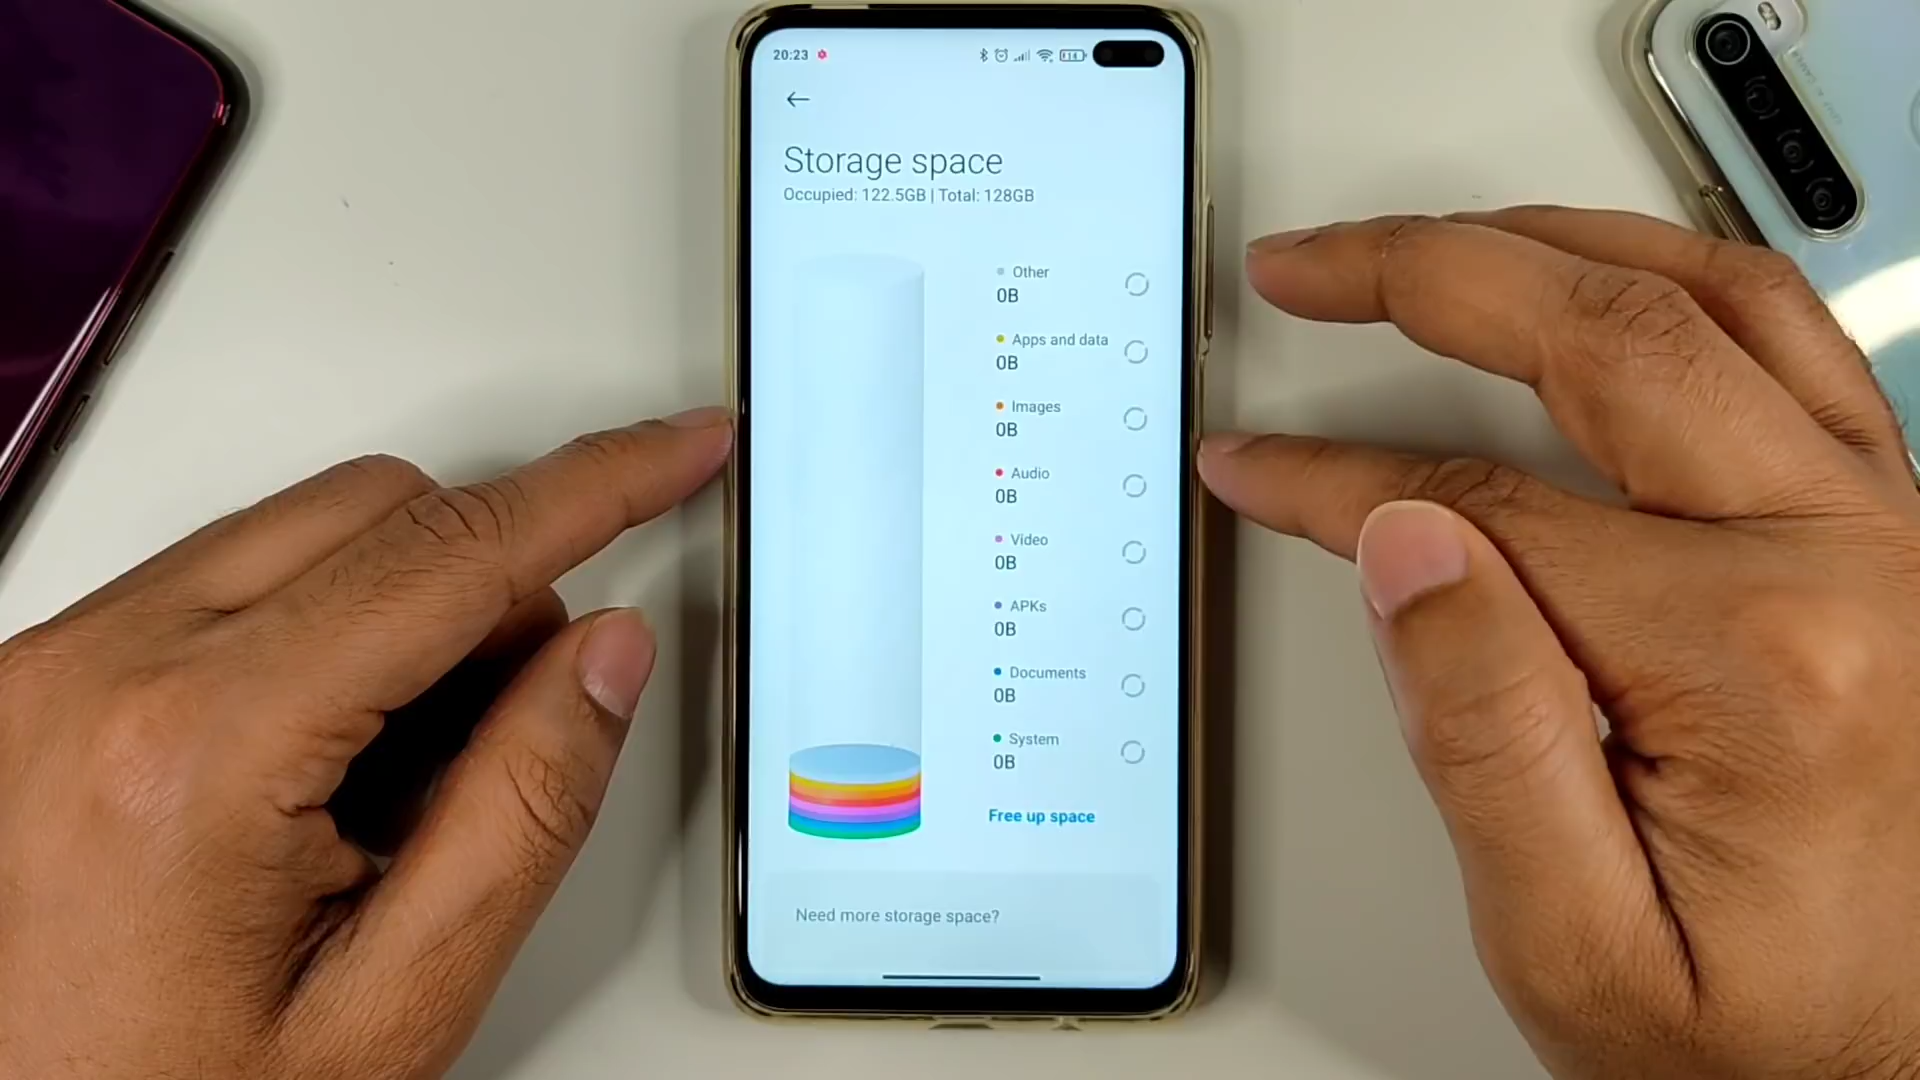 20:23
Storage space
Occupied: 122.5GB | Total: 128GB
Other
0B
Apps and data
0B
Images
0B
Audio
0B
Video
0B
APKs
0B
Documents
0B
System
0B
Free up space
Need more storage space?